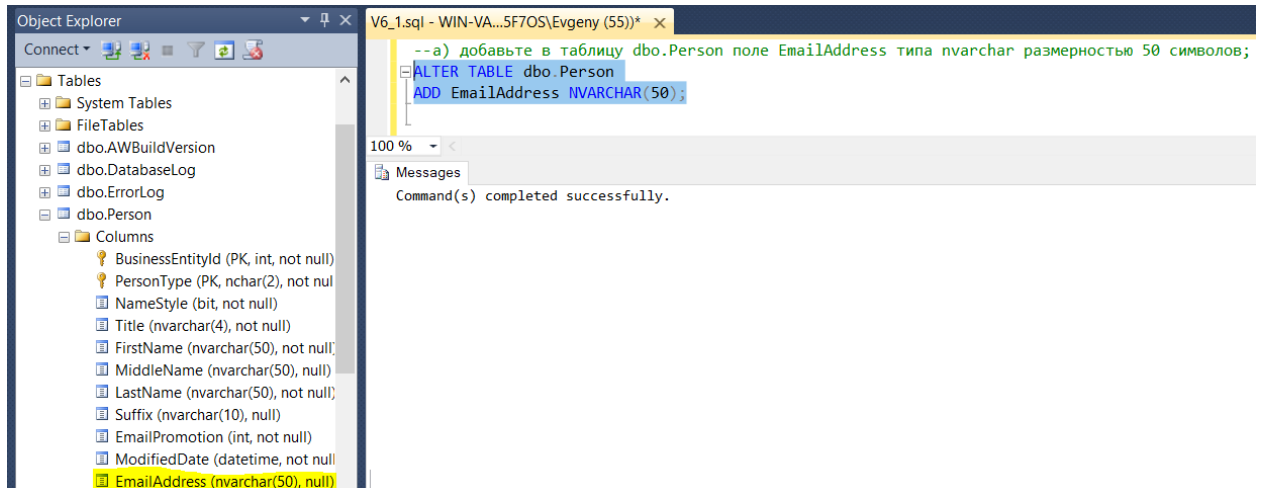 Object Explorer
Connect
Tables
System Tables
FileTables
dbo.AWBuildVersion
dbo.DatabaseLog
dbo.ErrorLog
dbo.Person
Columns
BusinessEntityId (PK, int, not null)
PersonType (PK, nchar(2), not nul
NameStyle (bit, not null)
Title (nvarchar(4), not null)
FirstName (nvarchar(50), not null)
MiddleName (nvarchar(50), null)
LastName (nvarchar(50), not null)
Suffix (nvarchar(10), null)
EmailPromotion (int, not null)
ModifiedDate (datetime, not null
EmailAddress (nvarchar(50), null)
V6_1.sql - WIN-VA...5F7OS\Evgeny (55))*
--а) добавьте в таблицу dbo.Person поле EmailAddress типа nvarchar размерностью 50 символов;
ALTER TABLE dbo.Person
ADD EmailAddress NVARCHAR(50);
100 %
Messages
Command(s) completed successfully.